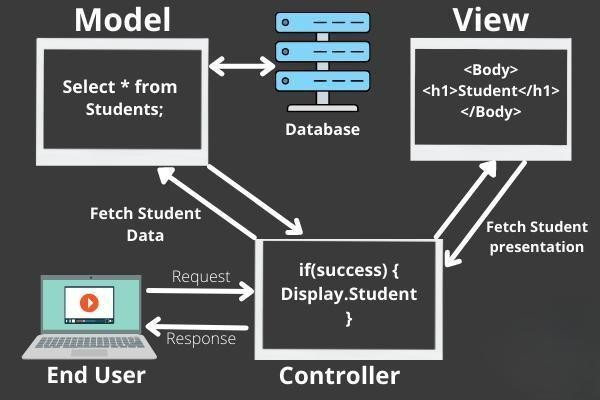 Model
View
Select * from
Students;
Database
<Body>
<h1>Student</h1>
</Body>
Fetch Student
Data
Fetch Student
presentation
Request
Response
if(success) {
Display.Student
}
End User
Controller